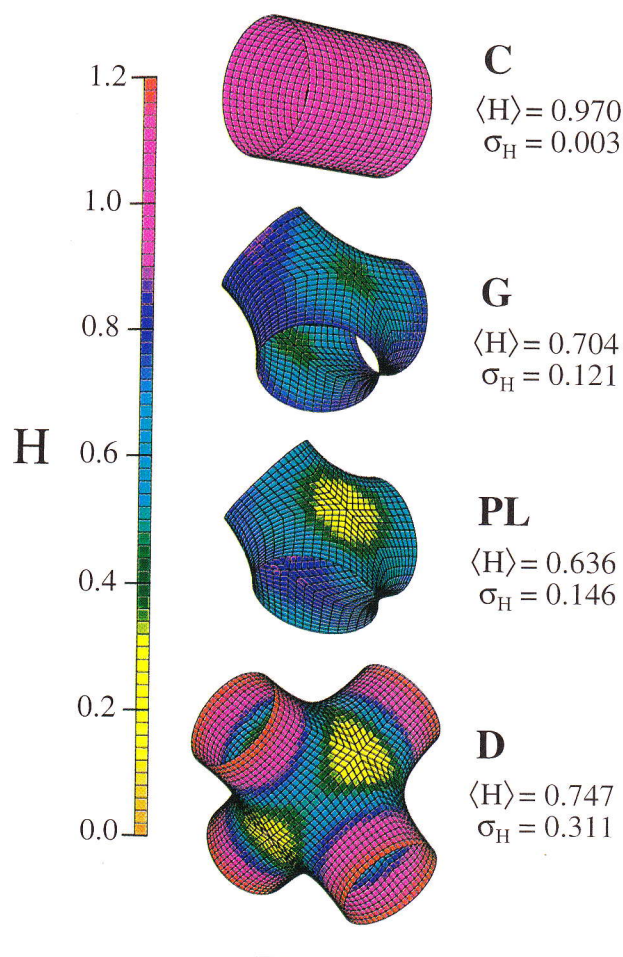 H
1.2
1.0
0.8
0.6
0.4
0.2
0.0
C
⟨H⟩ = 0.970
σH = 0.003
G
⟨H⟩ = 0.704
σH = 0.121
PL
⟨H⟩ = 0.636
σH = 0.146
D
⟨H⟩ = 0.747
σH = 0.311